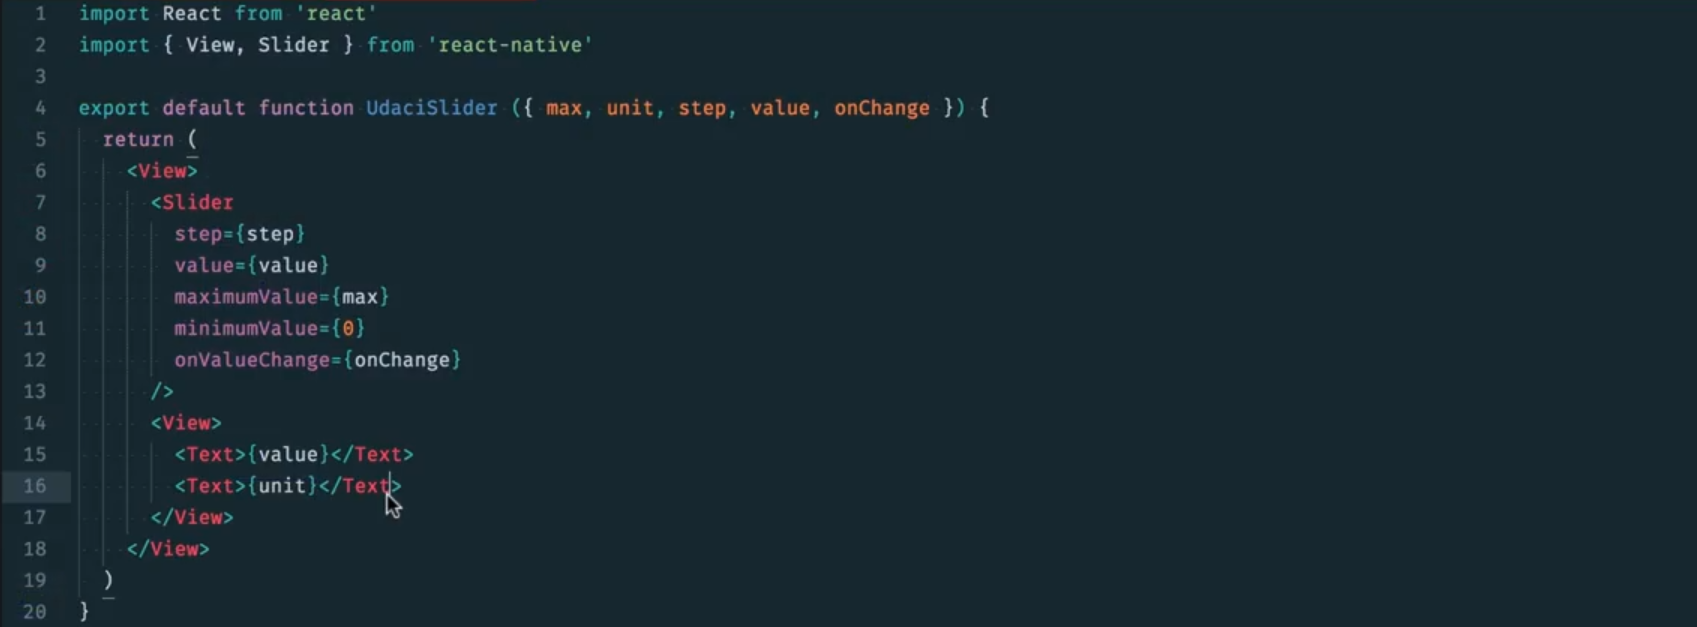 1 import React from 'react'
2 import { View, Slider } from 'react-native'
3
4 export default function UdaciSlider ({ max, unit, step, value, onChange }) {
5 return (
6 <View>
7 <Slider
8 step={step}
9 value={value}
10 maximumValue={max}
11 minimumValue={0}
12 onValueChange={onChange}
13 />
14 <View>
15 <Text>{value}</Text>
16 <Text>{unit}</Text>
17 </View>
18 </View>
19 )
20 }